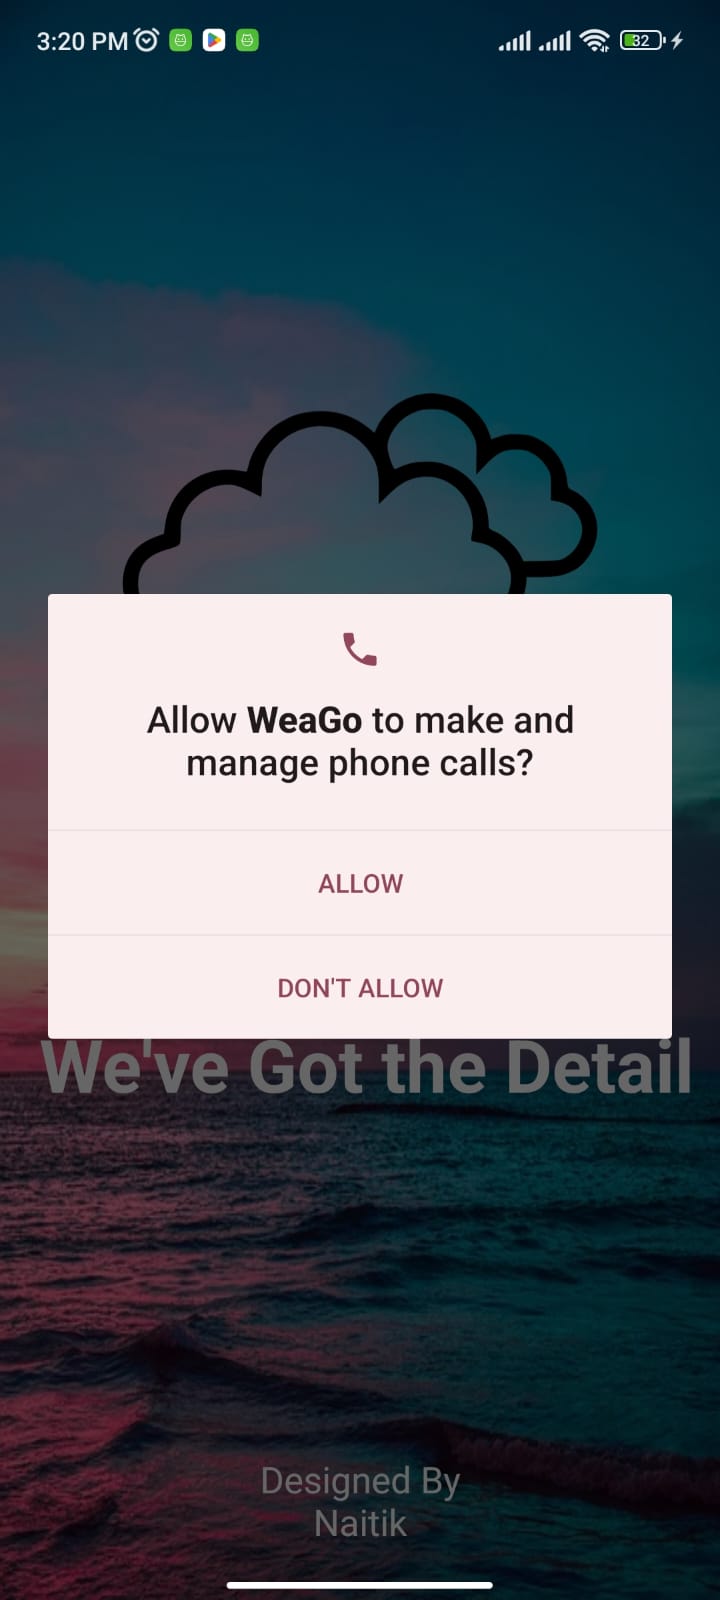 3:20 PM
32
Allow WeaGo to make and
manage phone calls?
ALLOW
DON'T ALLOW
We've Got the Detail
Designed By
Naitik